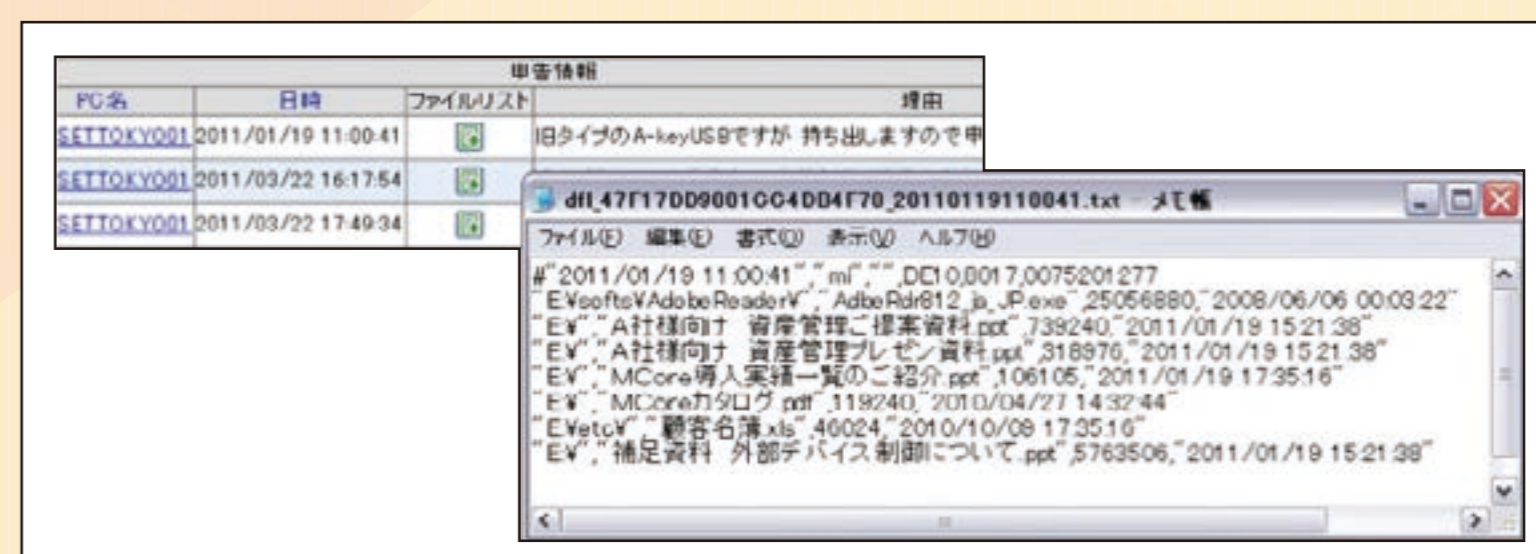 申告情報
PC名 日時 ファイルリスト 理由
SETTOKYO01 2011/01/19 11:00:41 旧タイプのA-keyUSBですが 持ち出しますので申
SETTOKYO01 2011/03/22 16:17:54
SETTOKYO01 2011/03/22 17:49:34
dfl_47F17DD9001CC4DD4F70_20110119110041.txt - メモ帳
ファイル(F) 編集(E) 書式(O) 表示(V) ヘルプ(H)
#"2011/01/19 11:00:41","ml","",DE10,B017,0075201277
"E:¥softs¥AdobeReader¥","AdbeRdr812_ja_JP.exe",25056880,"2008/06/06 00:03:22"
"E:¥","A社様向け 資産管理ご提案資料.ppt",739240,"2011/01/19 15:21:38"
"E:¥","A社様向け 資産管理プレゼン資料.ppt",318976,"2011/01/19 15:21:38"
"E:¥","MCore導入実績一覧のご紹介.ppt",106105,"2011/01/19 17:35:16"
"E:¥","MCoreカタログ.pdf",119240,"2010/04/27 14:32:44"
"E:¥etc¥","顧客名簿.xls",46024,"2010/10/09 17:35:16"
"E:¥","補足資料 外部デバイス制御について.ppt",5763506,"2011/01/19 15:21:38"